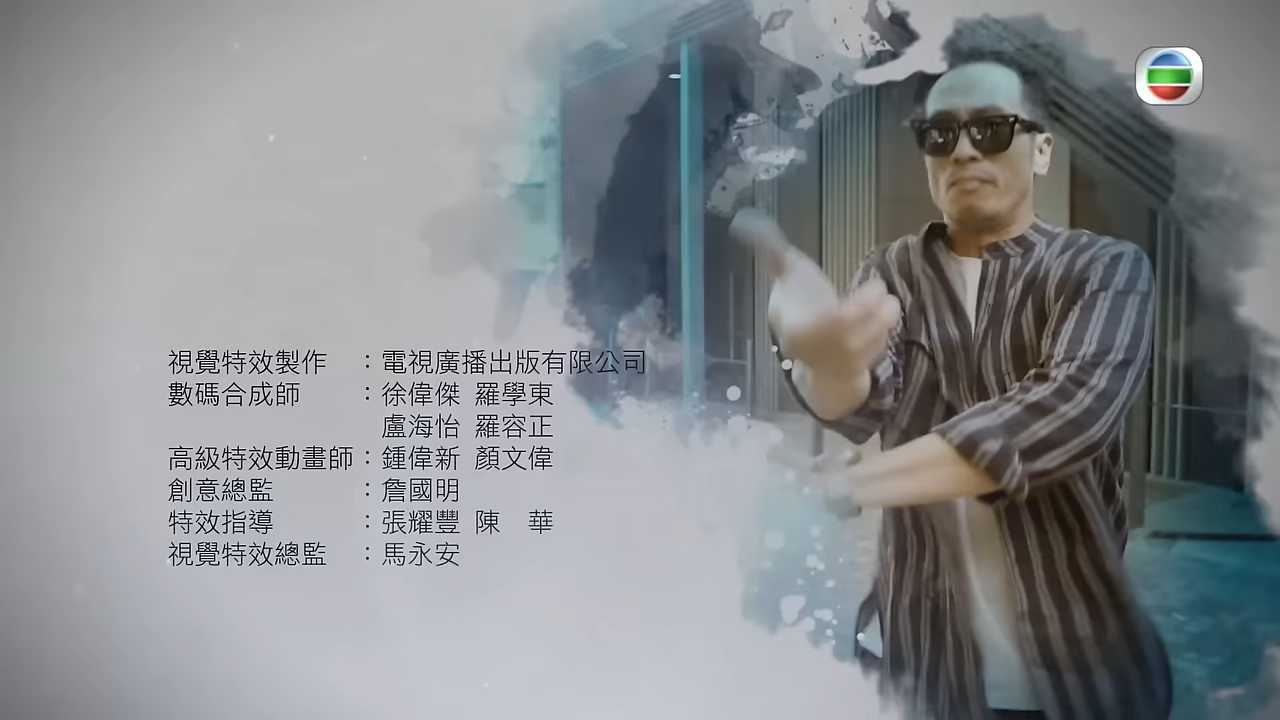 視覺特效製作　：電視廣播出版有限公司
數碼合成師　　：徐偉傑 羅學東
盧海怡 羅容正
高級特效動畫師：鍾偉新 顏文偉
創意總監　　　：詹國明
特效指導　　　：張耀豐 陳　華
視覺特效總監　：馬永安